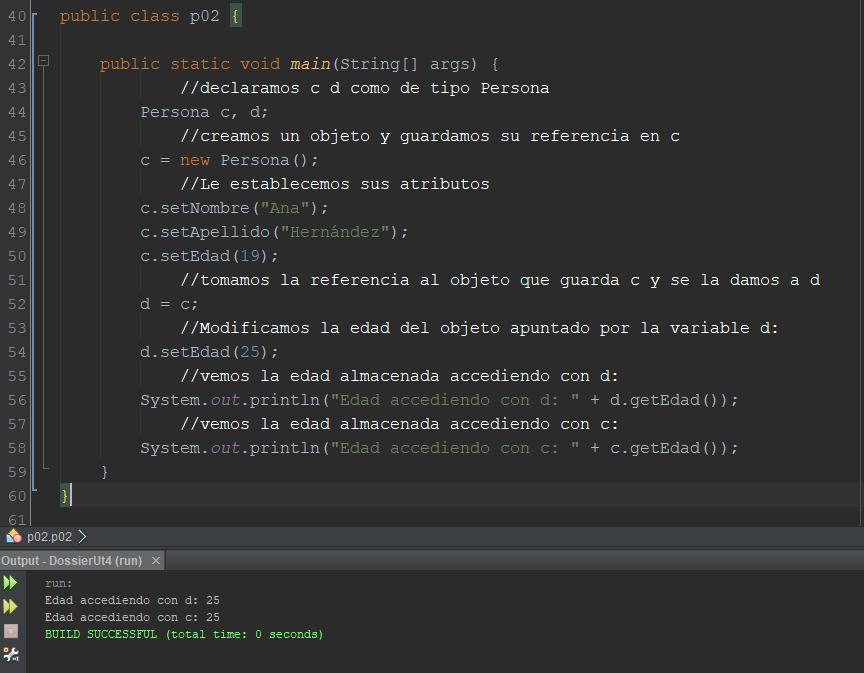 40 public class p02 {
41
42 public static void main(String[] args) {
43 //declaramos c d como de tipo Persona
44 Persona c, d;
45 //creamos un objeto y guardamos su referencia en c
46 c = new Persona();
47 //Le establecemos sus atributos
48 c.setNombre("Ana");
49 c.setApellido("Hernández");
50 c.setEdad(19);
51 //tomamos la referencia al objeto que guarda c y se la damos a d
52 d = c;
53 //Modificamos la edad del objeto apuntado por la variable d:
54 d.setEdad(25);
55 //vemos la edad almacenada accediendo con d:
56 System.out.println("Edad accediendo con d: " + d.getEdad());
57 //vemos la edad almacenada accediendo con c:
58 System.out.println("Edad accediendo con c: " + c.getEdad());
59 }
60 }
61
p02.p02
Output - DossierUt4 (run) ×
run:
Edad accediendo con d: 25
Edad accediendo con c: 25
BUILD SUCCESSFUL (total time: 0 seconds)